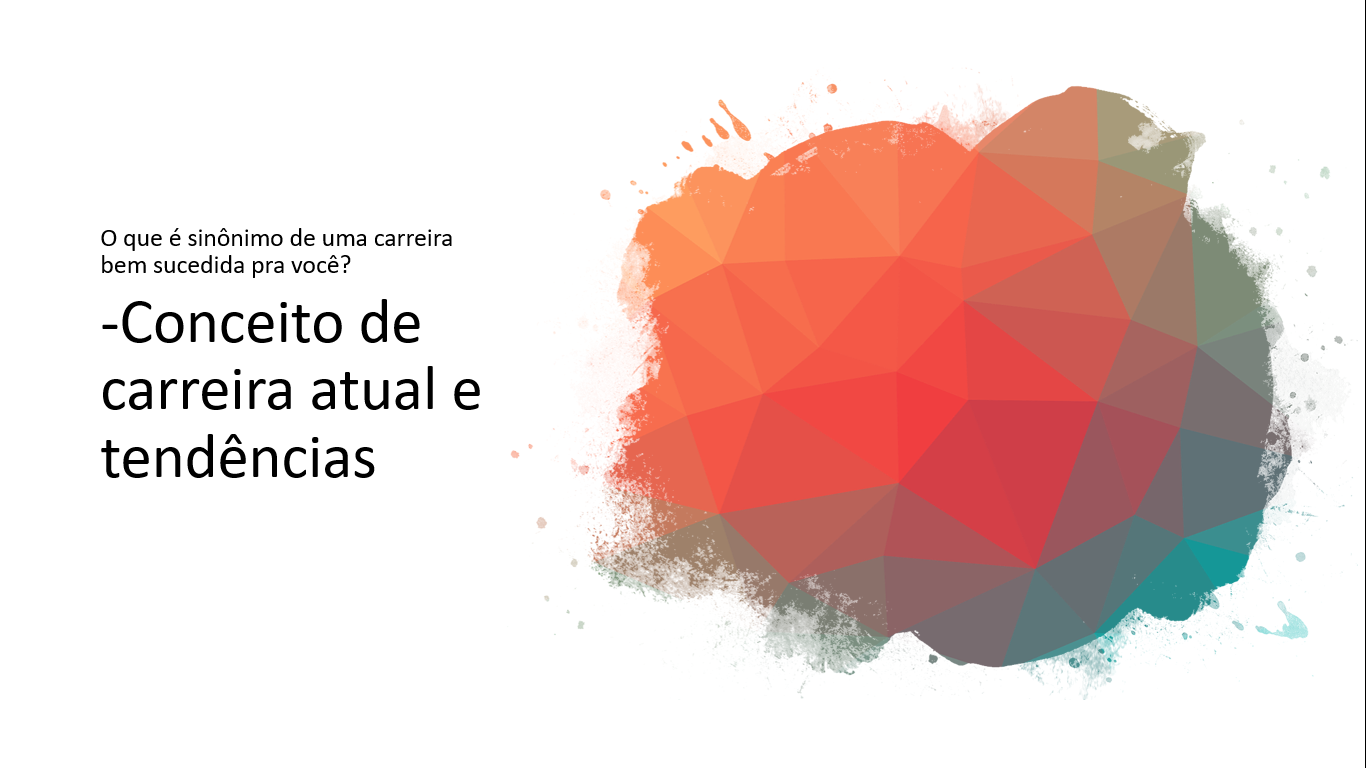 O que é sinônimo de uma carreira
bem sucedida pra você?
-Conceito de
carreira atual e
tendências